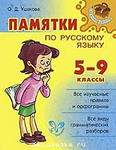 О. Д. Ушакова
ПАМЯТКИ
ПО РУССКОМУ
ЯЗЫКУ
5-9
КЛАССЫ
Все изучаемые
правила
и орфограммы
Все виды
грамматических
разборов